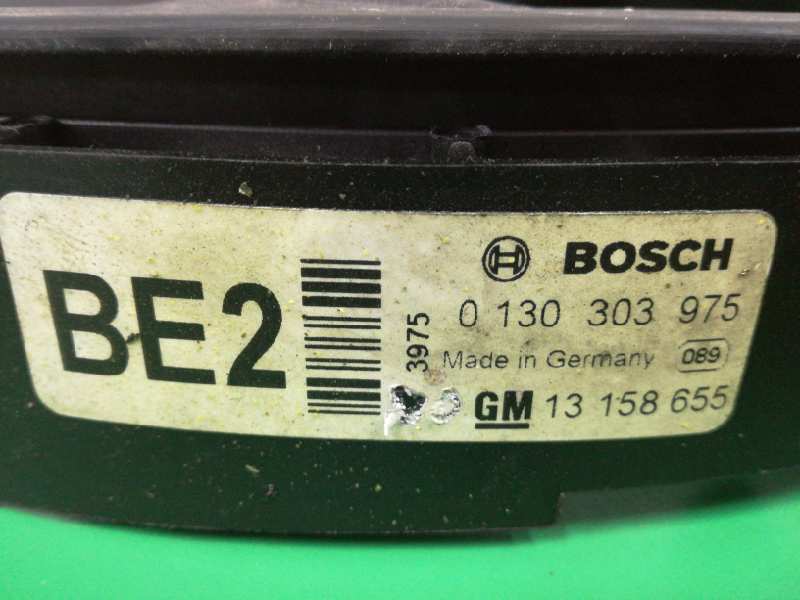 BE2
3975
BOSCH
0 130 303 975
Made in Germany 089
GM 13 158 655